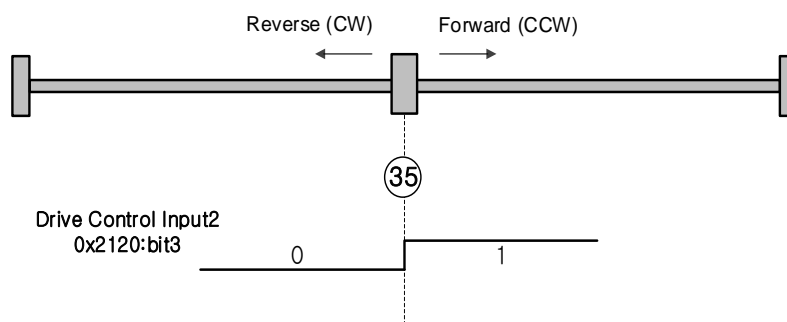 Reverse (CW)
Forward (CCW)
35
Drive Control Input2
0x2120:bit3
0
1